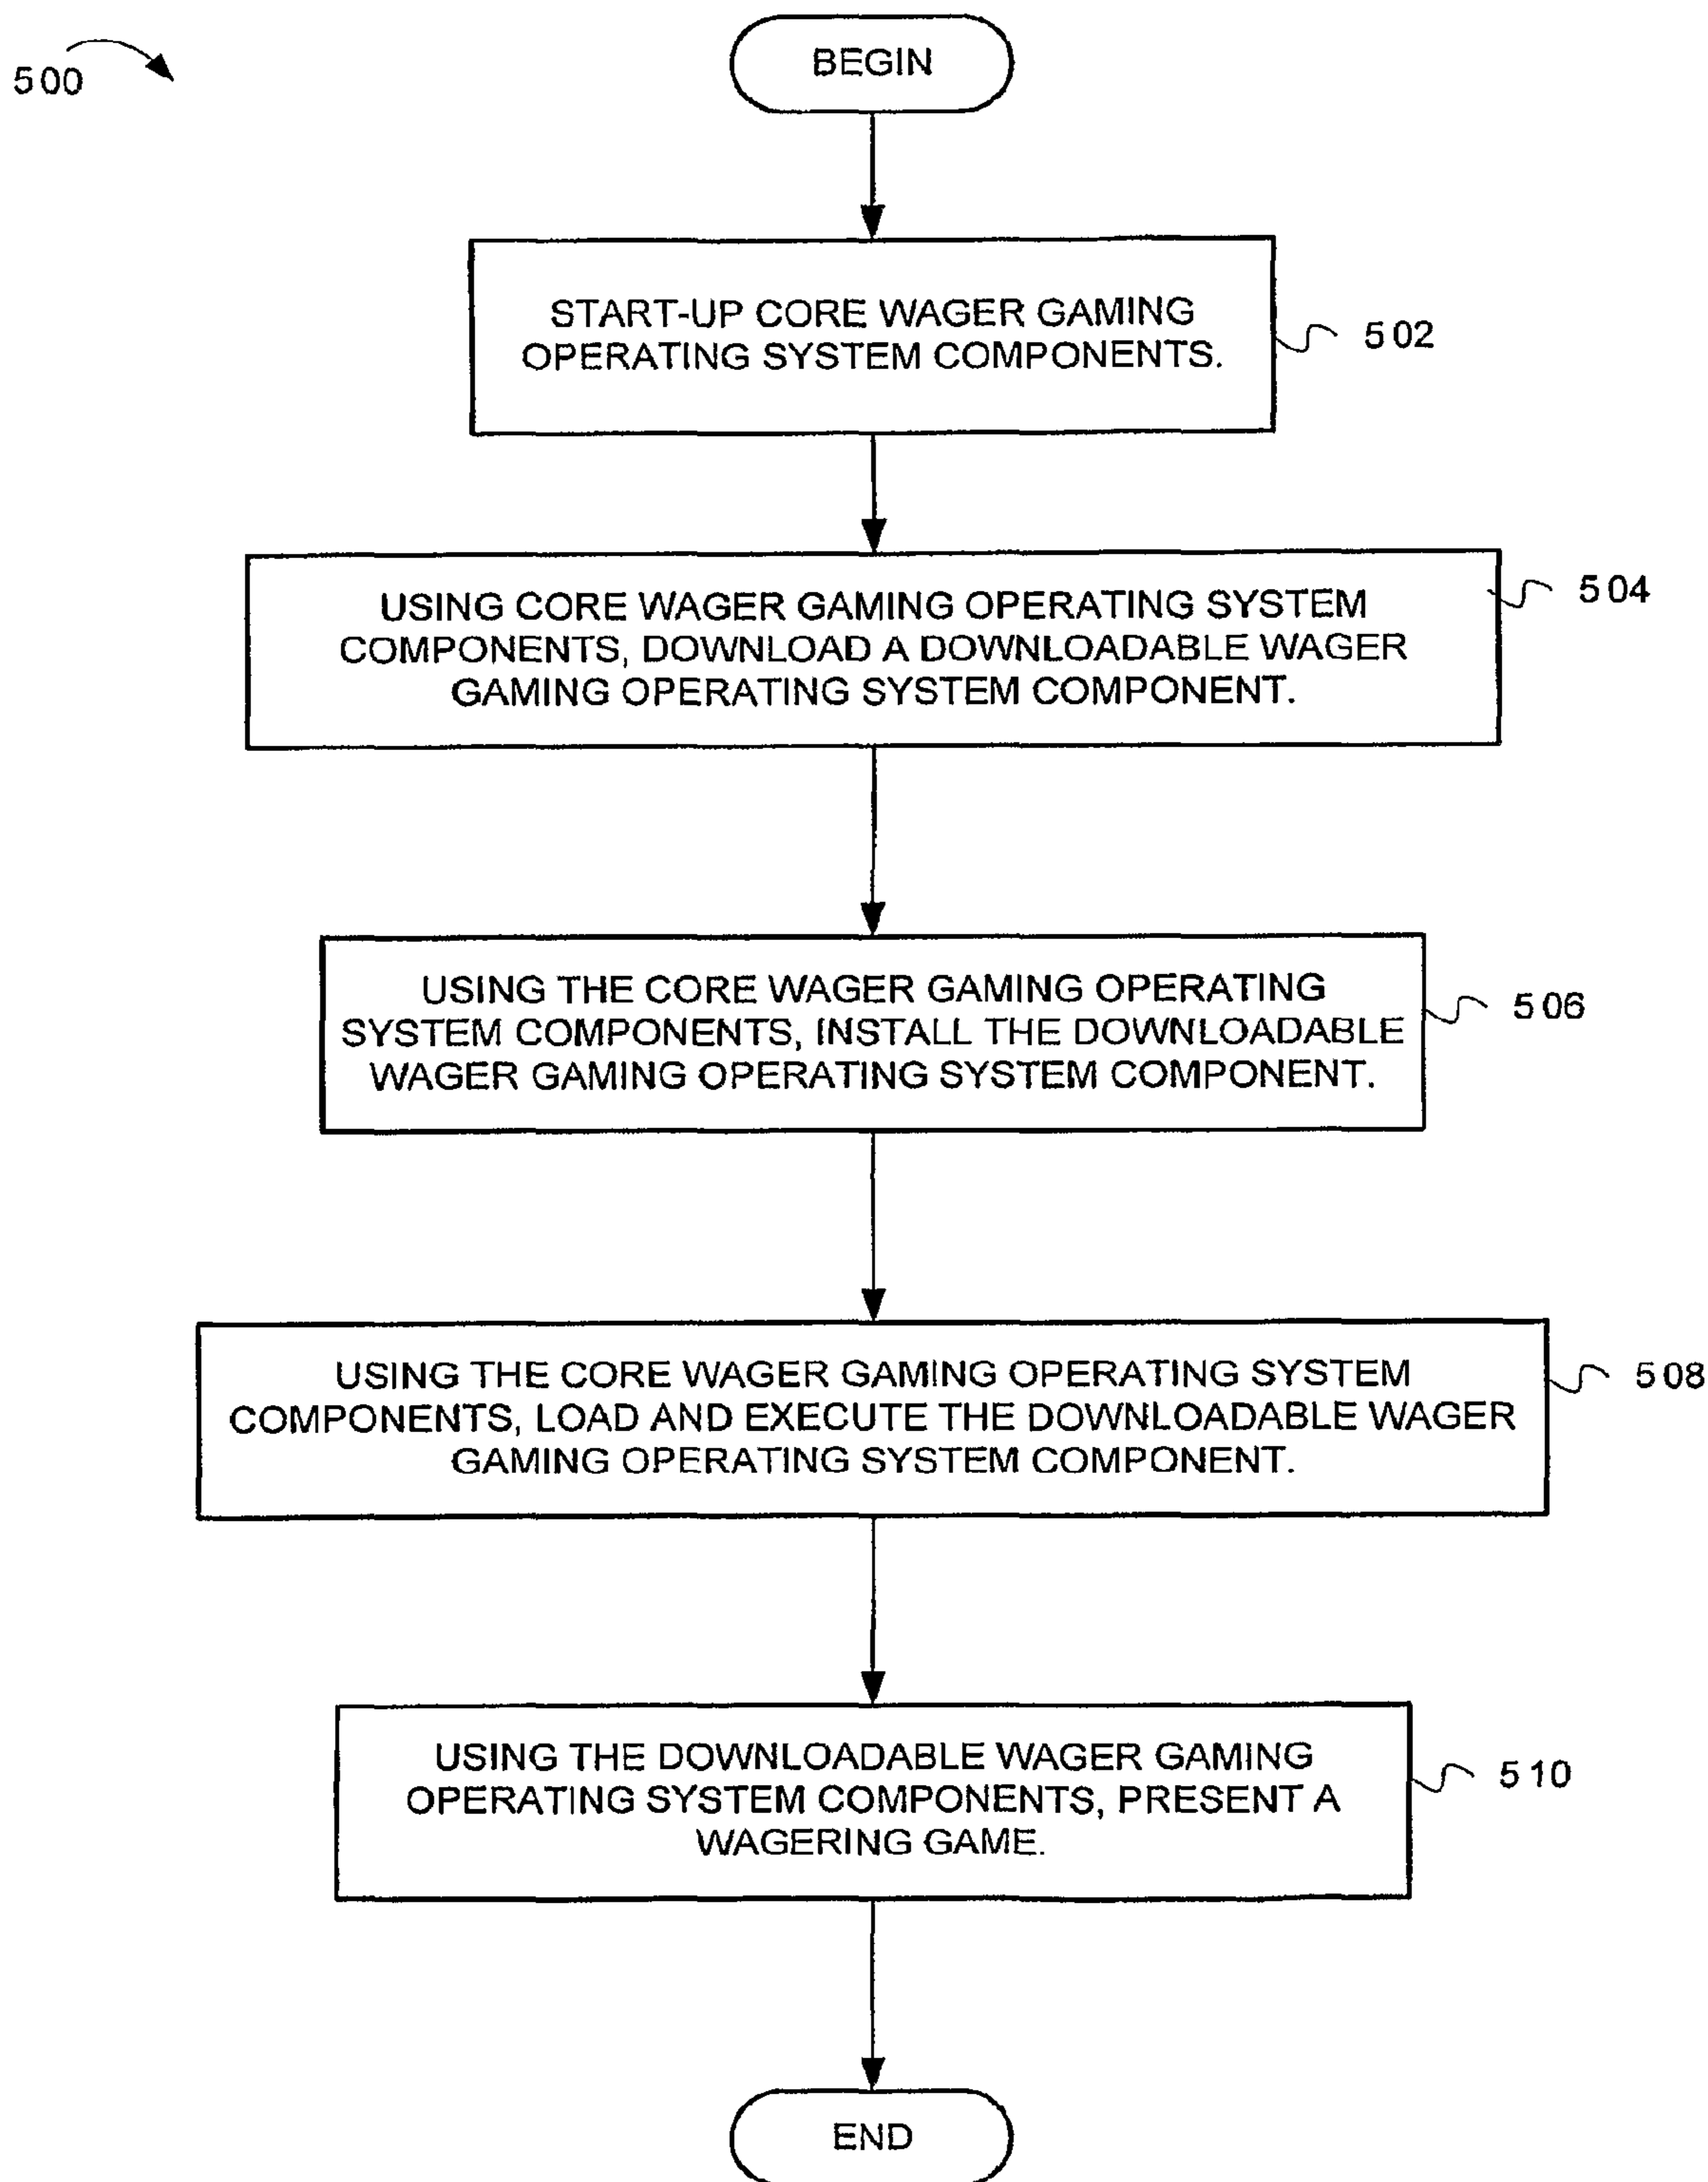 500
BEGIN
START-UP CORE WAGER GAMING
OPERATING SYSTEM COMPONENTS.
502
USING CORE WAGER GAMING OPERATING SYSTEM
COMPONENTS, DOWNLOAD A DOWNLOADABLE WAGER
GAMING OPERATING SYSTEM COMPONENT.
504
USING THE CORE WAGER GAMING OPERATING
SYSTEM COMPONENTS, INSTALL THE DOWNLOADABLE
WAGER GAMING OPERATING SYSTEM COMPONENT.
506
USING THE CORE WAGER GAMING OPERATING SYSTEM
COMPONENTS, LOAD AND EXECUTE THE DOWNLOADABLE WAGER
GAMING OPERATING SYSTEM COMPONENT.
508
USING THE DOWNLOADABLE WAGER GAMING
OPERATING SYSTEM COMPONENTS, PRESENT A
WAGERING GAME.
510
END